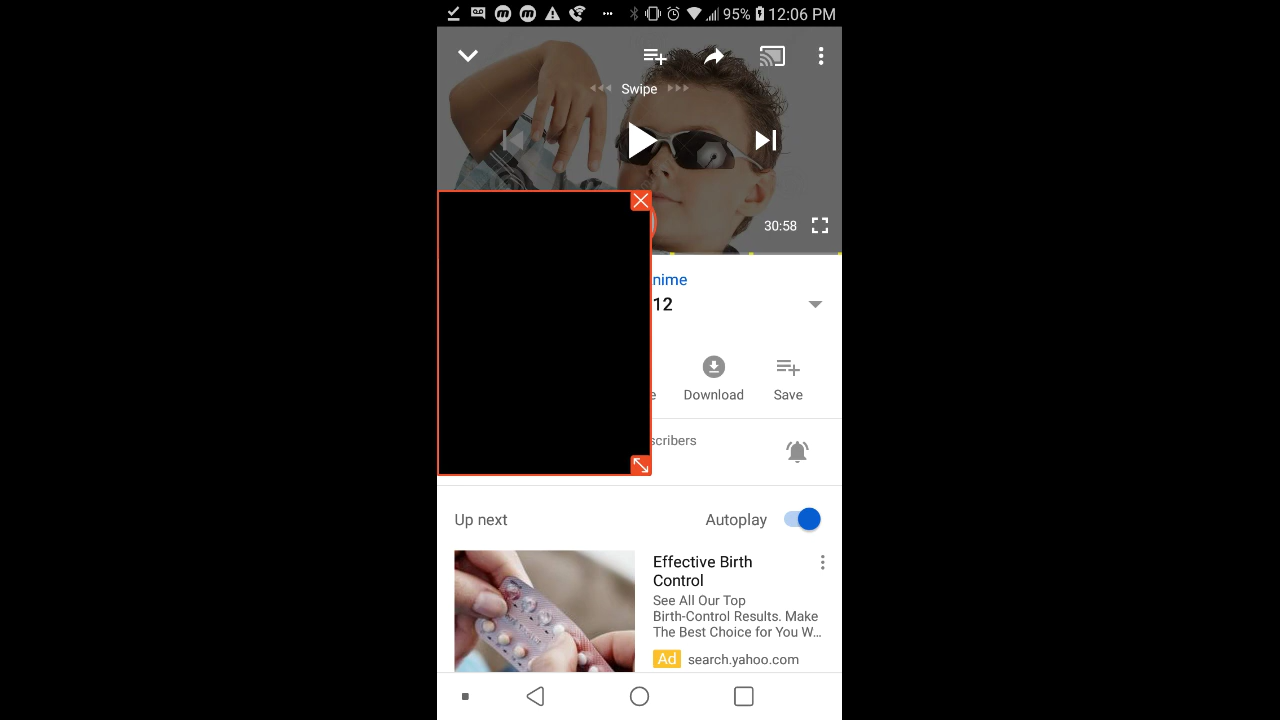 95% 12:06 PM
Swipe
30:58
nime
12
e Download Save
scribers
Up next Autoplay
Effective Birth
Control
See All Our Top
Birth-Control Results. Make
The Best Choice for You W...
Ad search.yahoo.com